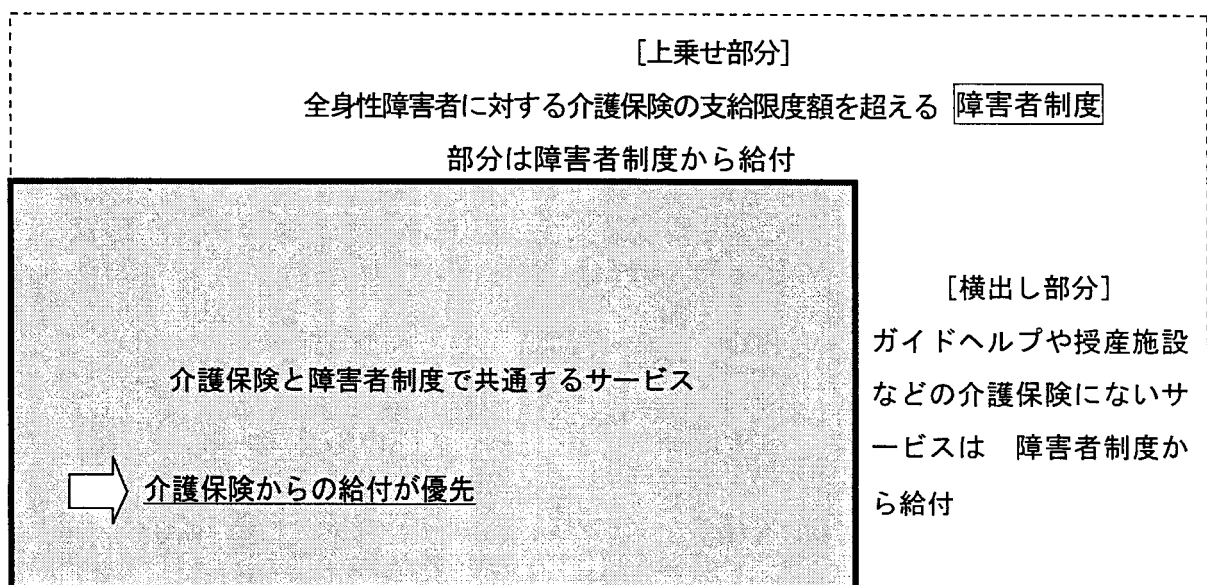 [上乗せ部分]
全身性障害者に対する介護保険の支給限度額を超える 障害者制度
部分は障害者制度から給付
[横出し部分]
ガイドヘルプや授産施設
などの介護保険にないサ
ービスは　障害者制度か
ら給付
介護保険と障害者制度で共通するサービス
介護保険からの給付が優先